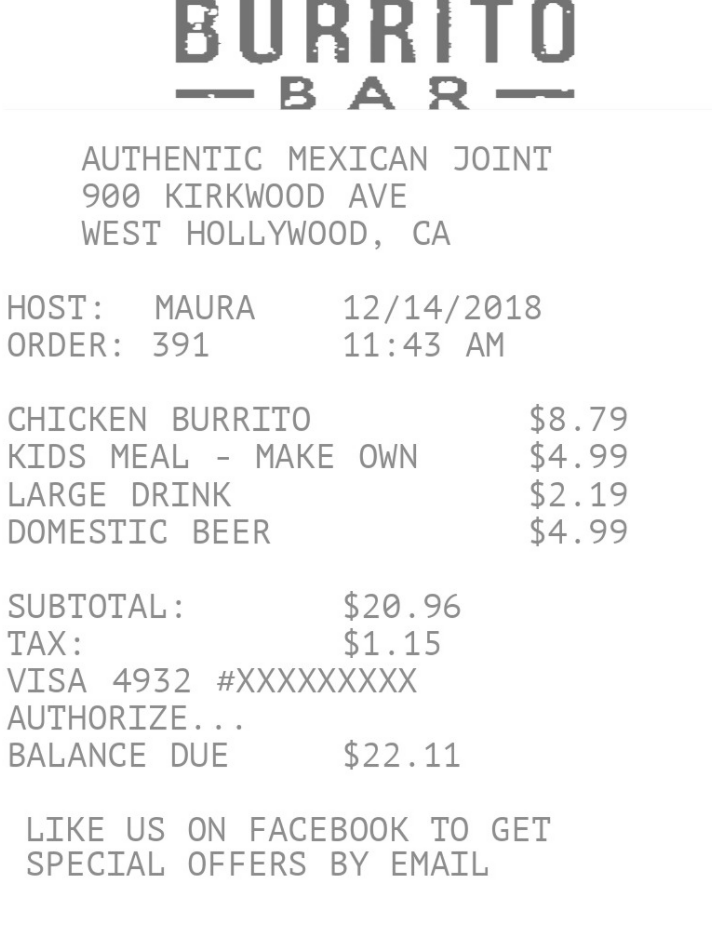 BURRITO
BAR
AUTHENTIC MEXICAN JOINT
900 KIRKWOOD AVE
WEST HOLLYWOOD, CA
HOST: MAURA 12/14/2018
ORDER: 391 11:43 AM
CHICKEN BURRITO $8.79
KIDS MEAL - MAKE OWN $4.99
LARGE DRINK $2.19
DOMESTIC BEER $4.99
SUBTOTAL: $20.96
TAX: $1.15
VISA 4932 #XXXXXXXXX
AUTHORIZE...
BALANCE DUE $22.11
LIKE US ON FACEBOOK TO GET
SPECIAL OFFERS BY EMAIL